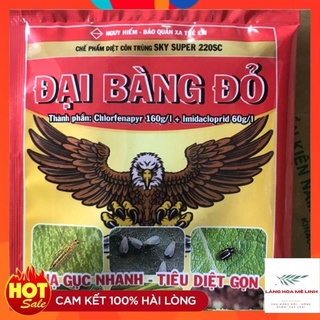 NGUY HIỂM - BẢO QUẢN XA TRẺ EM
CHẾ PHẨM DIỆT CÔN TRÙNG SKY SUPER 220SC
ĐẠI BÀNG ĐỎ
Thành phần: Chlorfenapyr 160g/l + Imidacloprid 60g/l
HẠ GỤC NHANH - TIÊU DIỆT GỌN
HOT
Sale
CAM KẾT 100% HÀI LÒNG
LÀNG HOA MÊ LINH